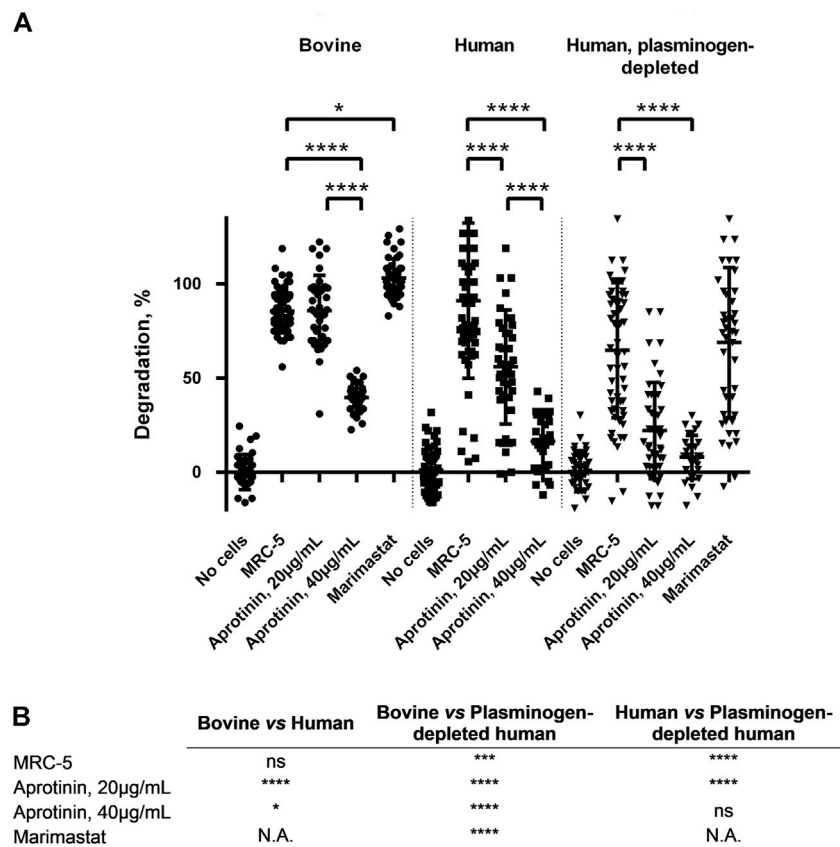 A
Bovine
Human
Human, plasminogen-
depleted
*
****
****
****
****
****
****
****
Degradation, %
100
50
0
No cells
MRC-5
Aprotinin, 20µg/mL
Aprotinin, 40µg/mL
Marimastat
No cells
MRC-5
Aprotinin, 20µg/mL
Aprotinin, 40µg/mL
No cells
MRC-5
Aprotinin, 20µg/mL
Aprotinin, 40µg/mL
Marimastat
B
Bovine vs Human
Bovine vs Plasminogen-
depleted human
Human vs Plasminogen-
depleted human
MRC-5 ns *** ****
Aprotinin, 20µg/mL **** **** ****
Aprotinin, 40µg/mL * **** ns
Marimastat N.A. **** N.A.